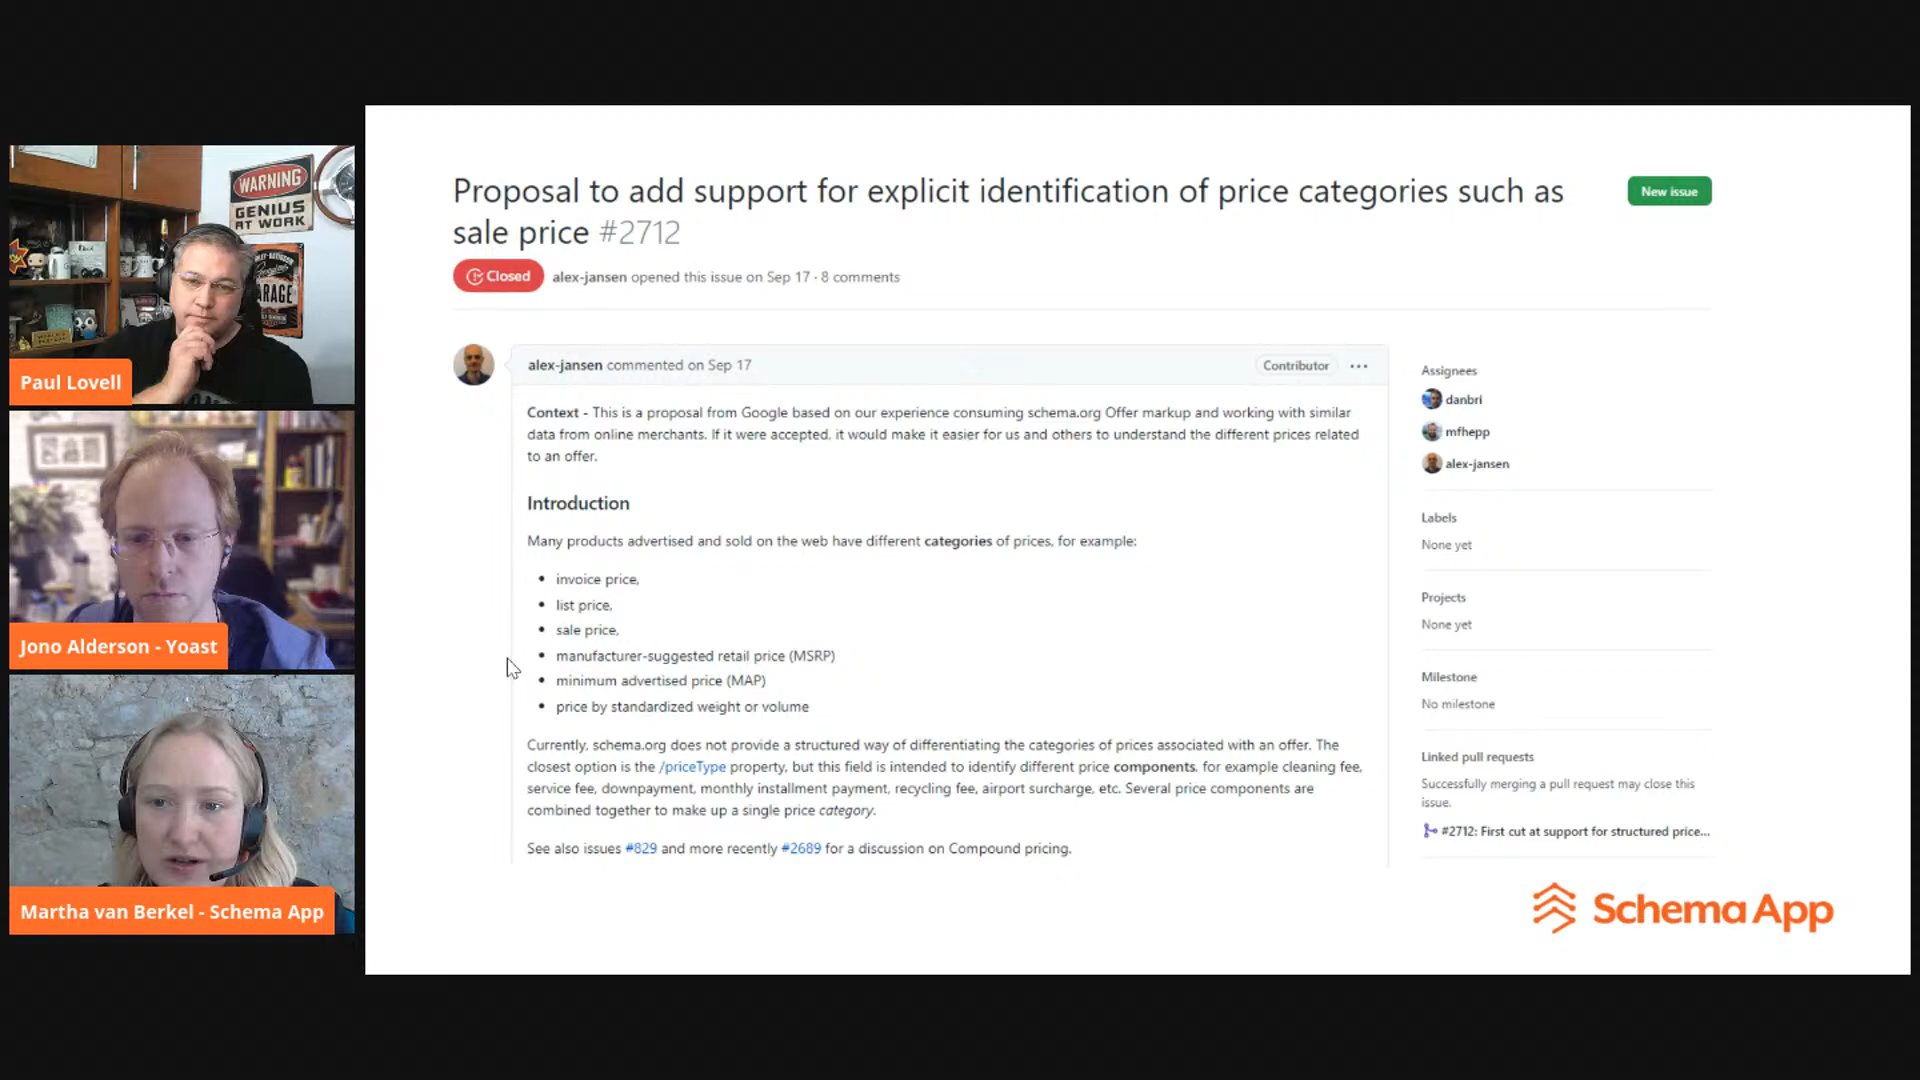 WARNING
GENIUS
AT WORK
GARAGE
Paul Lovell
Jono Alderson - Yoast
Martha van Berkel - Schema App
Proposal to add support for explicit identification of price categories such as
sale price #2712
New issue
Closed
alex-jansen opened this issue on Sep 17 · 8 comments
alex-jansen commented on Sep 17
Contributor
Context - This is a proposal from Google based on our experience consuming schema.org Offer markup and working with similar
data from online merchants. If it were accepted, it would make it easier for us and others to understand the different prices related
to an offer.
Introduction
Many products advertised and sold on the web have different categories of prices, for example:
• invoice price,
• list price,
• sale price,
• manufacturer-suggested retail price (MSRP)
• minimum advertised price (MAP)
• price by standardized weight or volume
Currently, schema.org does not provide a structured way of differentiating the categories of prices associated with an offer. The
closest option is the /priceType property, but this field is intended to identify different price components, for example cleaning fee,
service fee, downpayment, monthly installment payment, recycling fee, airport surcharge, etc. Several price components are
combined together to make up a single price category.
See also issues #829 and more recently #2689 for a discussion on Compound pricing.
Assignees
danbri
mfhepp
alex-jansen
Labels
None yet
Projects
None yet
Milestone
No milestone
Linked pull requests
Successfully merging a pull request may close this
issue.
#2712: First cut at support for structured price...
Schema App